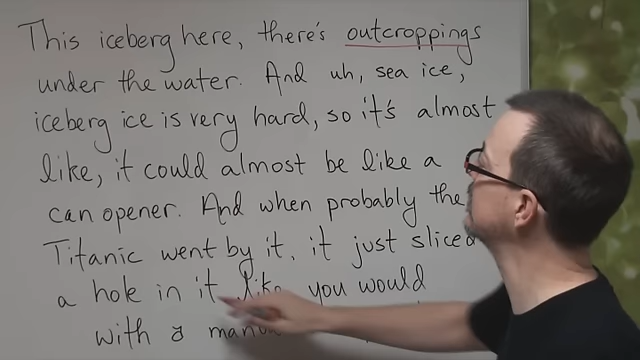 This iceberg here, there's outcroppings
under the water. And uh, sea ice,
iceberg ice is very hard, so it's almost
like, it could almost be like a
can opener. And when probably the
Titanic went by it, it just sliced
a hole in it like you would
with a